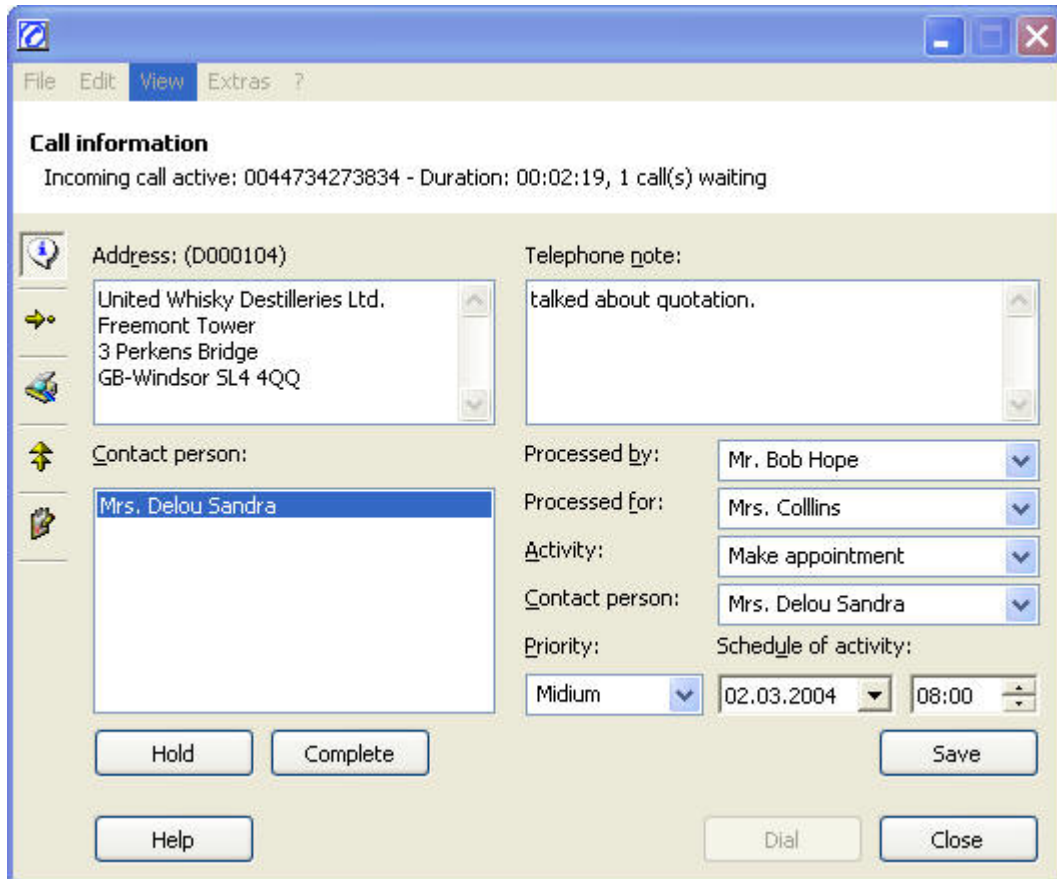 File Edit View Extras ?
Call information
Incoming call active: 0044734273834 - Duration: 00:02:19, 1 call(s) waiting
Address: (D000104)
United Whisky Destilleries Ltd.
Freemont Tower
3 Perkens Bridge
GB-Windsor SL4 4QQ
Contact person:
Mrs. Delou Sandra
Telephone note:
talked about quotation.
Processed by: Mr. Bob Hope
Processed for: Mrs. Colllins
Activity: Make appointment
Contact person: Mrs. Delou Sandra
Priority: Schedule of activity:
Midium 02.03.2004 08:00
Hold Complete Save
Help Dial Close